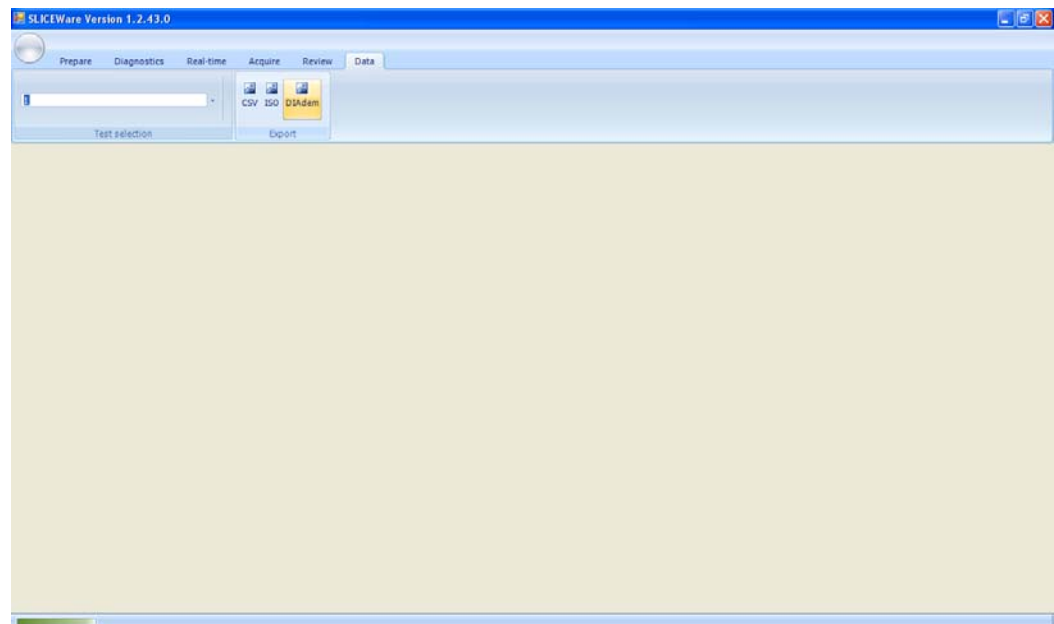 SLICEWare Version 1.2.43.0
Prepare Diagnostics Real-time Acquire Review Data
CSV ISO DIAdem
Test selection Export